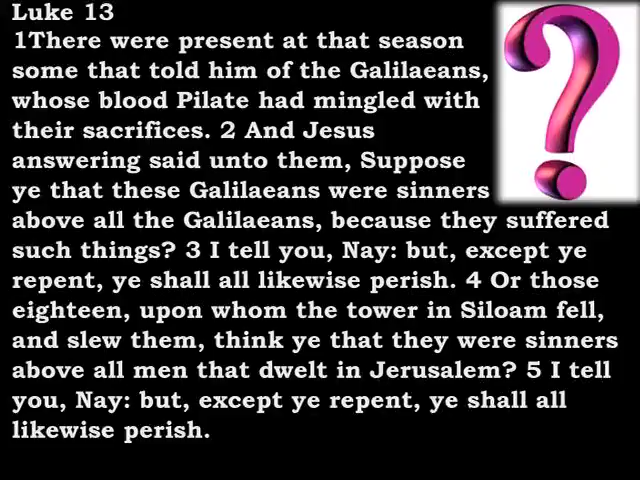 Luke 13
1There were present at that season
some that told him of the Galilaeans,
whose blood Pilate had mingled with
their sacrifices. 2 And Jesus
answering said unto them, Suppose
ye that these Galilaeans were sinners
above all the Galilaeans, because they suffered
such things? 3 I tell you, Nay: but, except ye
repent, ye shall all likewise perish. 4 Or those
eighteen, upon whom the tower in Siloam fell,
and slew them, think ye that they were sinners
above all men that dwelt in Jerusalem? 5 I tell
you, Nay: but, except ye repent, ye shall all
likewise perish.